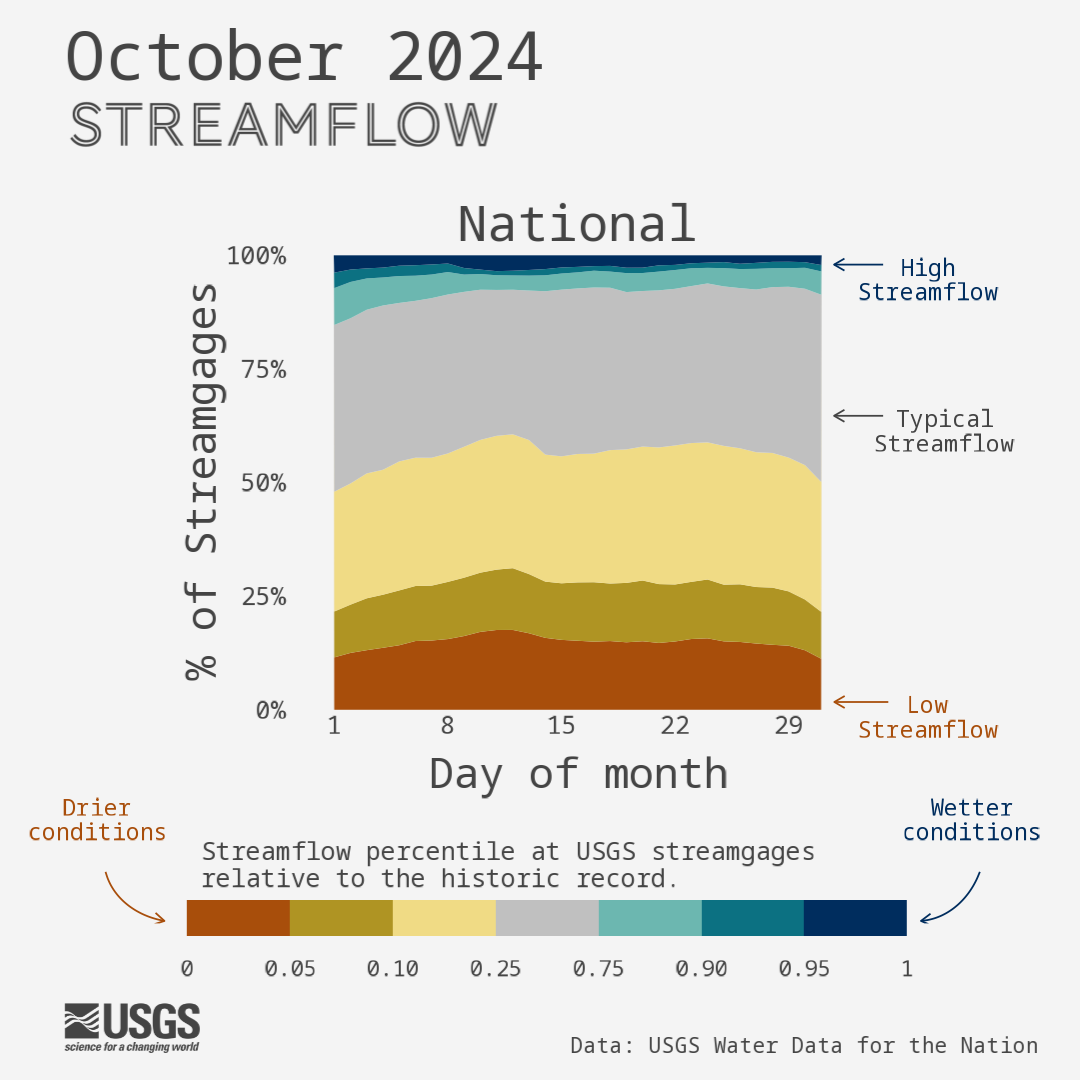 October 2024
STREAMFLOW
National
100%
75%
50%
25%
0%
% of Streamgages
High
Streamflow
Typical
Streamflow
Low
Streamflow
1 8 15 22 29
Day of month
Drier
conditions
Wetter
conditions
Streamflow percentile at USGS streamgages
relative to the historic record.
0 0.05 0.10 0.25 0.75 0.90 0.95 1
USGS
science for a changing world
Data: USGS Water Data for the Nation